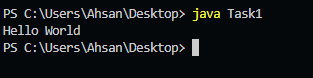 PS C:\Users\Ahsan\Desktop> java Task1
Hello World
PS C:\Users\Ahsan\Desktop>